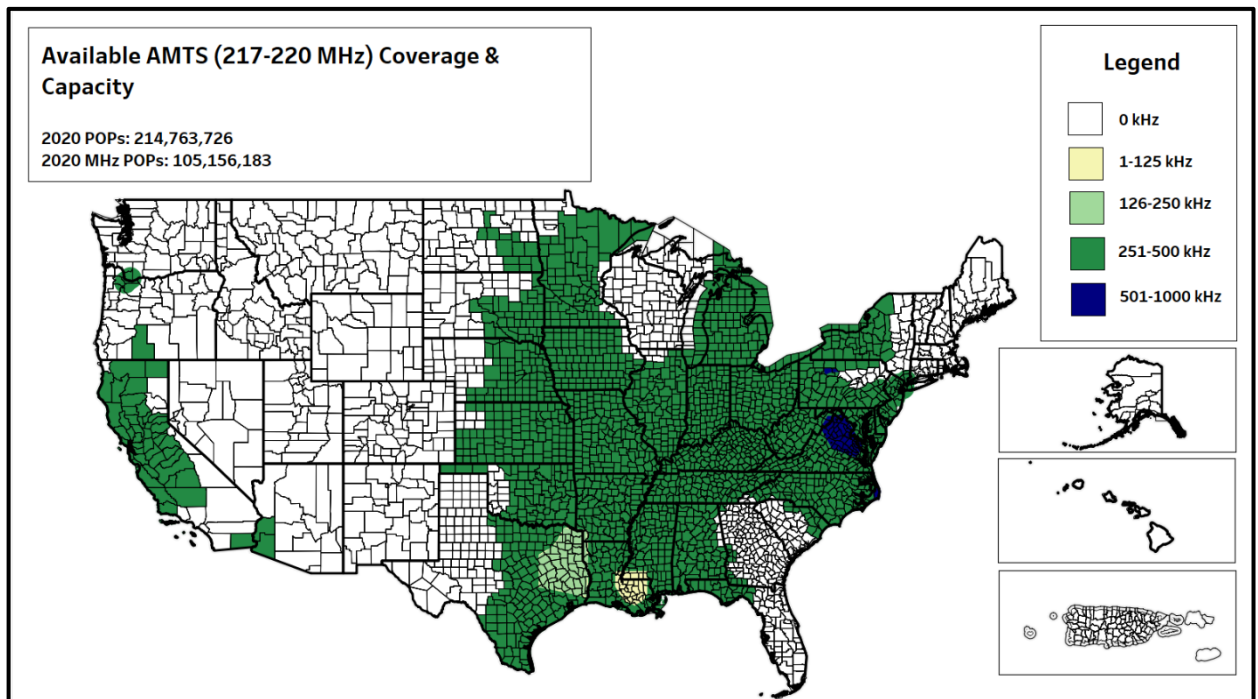 Available AMTS (217-220 MHz) Coverage &
Capacity
2020 POPs: 214,763,726
2020 MHz POPs: 105,156,183
Legend
0 kHz
1-125 kHz
126-250 kHz
251-500 kHz
501-1000 kHz